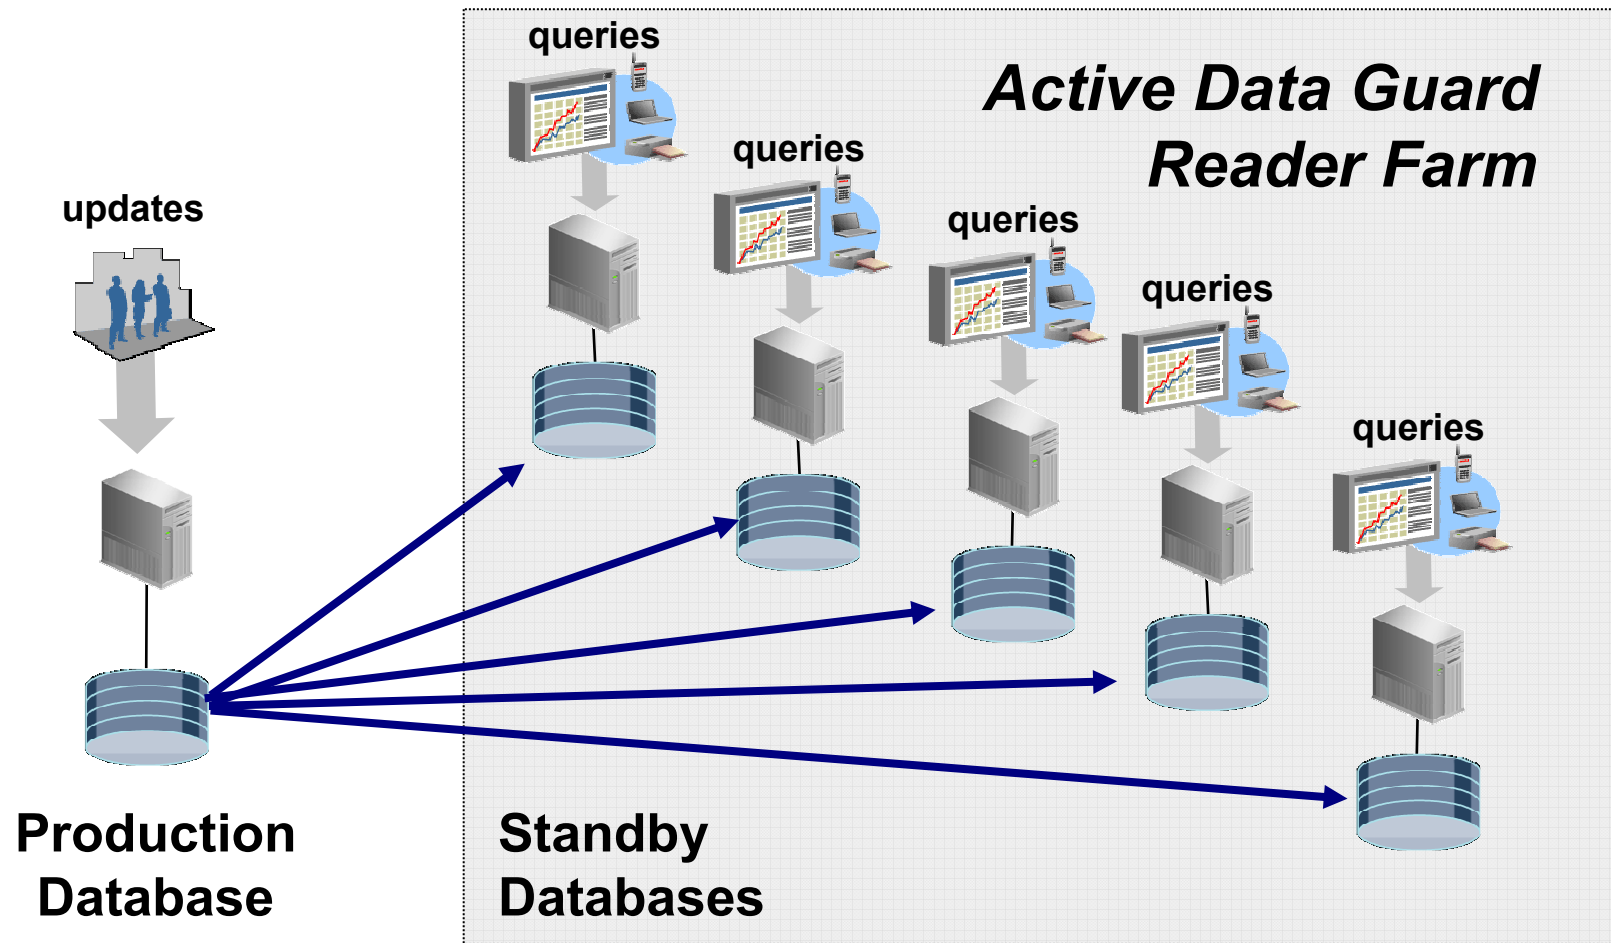 queries
Active Data Guard
Reader Farm
queries
updates
queries
queries
queries
Production
Database
Standby
Databases